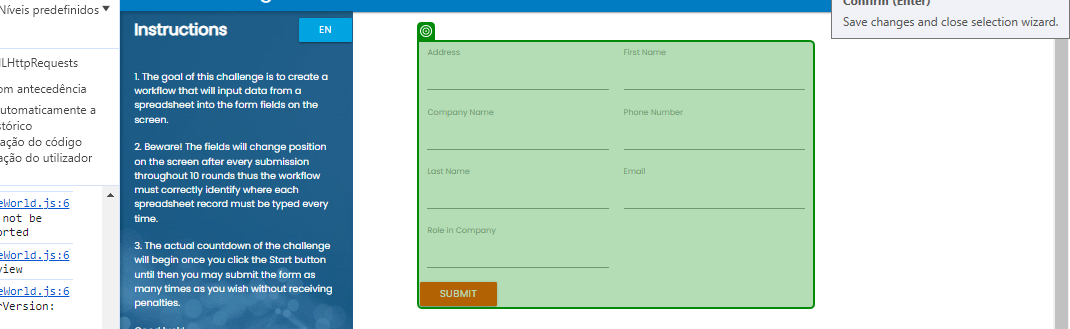 Níveis predefinidos
LHttpRequests
om antecedência
utomaticamente a
stórico
ação do código
ação do utilizador
eWorld.js:6
not be
orted
eWorld.js:6
view
eWorld.js:6
rVersion:
Instructions
EN
1. The goal of this challenge is to create a
workflow that will input data from a
spreadsheet into the form fields on the
screen.
2. Beware! The fields will change position
on the screen after every submission
throughout 10 rounds thus the workflow
must correctly identify where each
spreadsheet record must be typed every
time.
3. The actual countdown of the challenge
will begin once you click the Start button
until then you may submit the form as
many times as you wish without receiving
penalties.
Good luck!
Address
First Name
Company Name
Phone Number
Last Name
Email
Role in Company
SUBMIT
Confirm (Enter)
Save changes and close selection wizard.